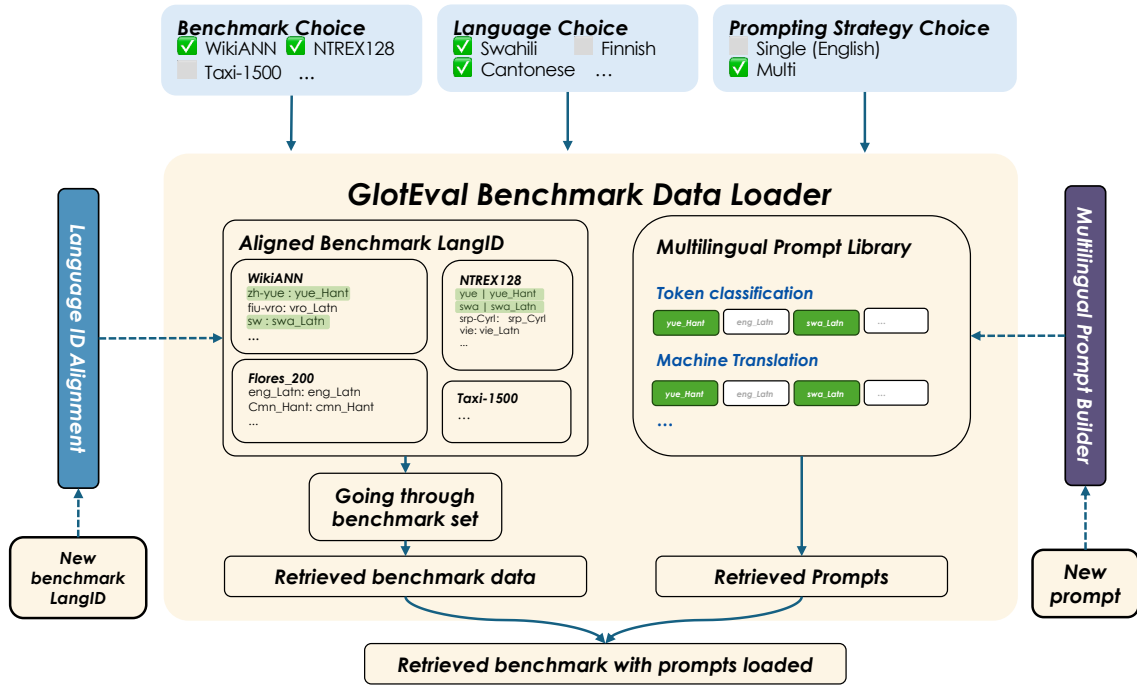 Benchmark Choice
WikiANN NTREX128
Taxi-1500 ...
Language Choice
Swahili Finnish
Cantonese ...
Prompting Strategy Choice
Single (English)
Multi
GlotEval Benchmark Data Loader
Language ID Alignment
New
benchmark
LangID
Aligned Benchmark LangID
WikiANN
zh-yue : yue_Hant
fiu-vro: vro_Latn
sw : swa_Latn
...
NTREX128
yue | yue_Hant
swa | swa_Latn
srp-Cyrl: srp_Cyrl
vie: vie_Latn
...
Flores_200
eng_Latn: eng_Latn
Cmn_Hant: cmn_Hant
...
Taxi-1500
...
Multilingual Prompt Library
Token classification
yue_Hant eng_Latn swa_Latn ...
Machine Translation
yue_Hant eng_Latn swa_Latn ...
...
Multilingual Prompt Builder
New
prompt
Going through
benchmark set
Retrieved benchmark data
Retrieved Prompts
Retrieved benchmark with prompts loaded